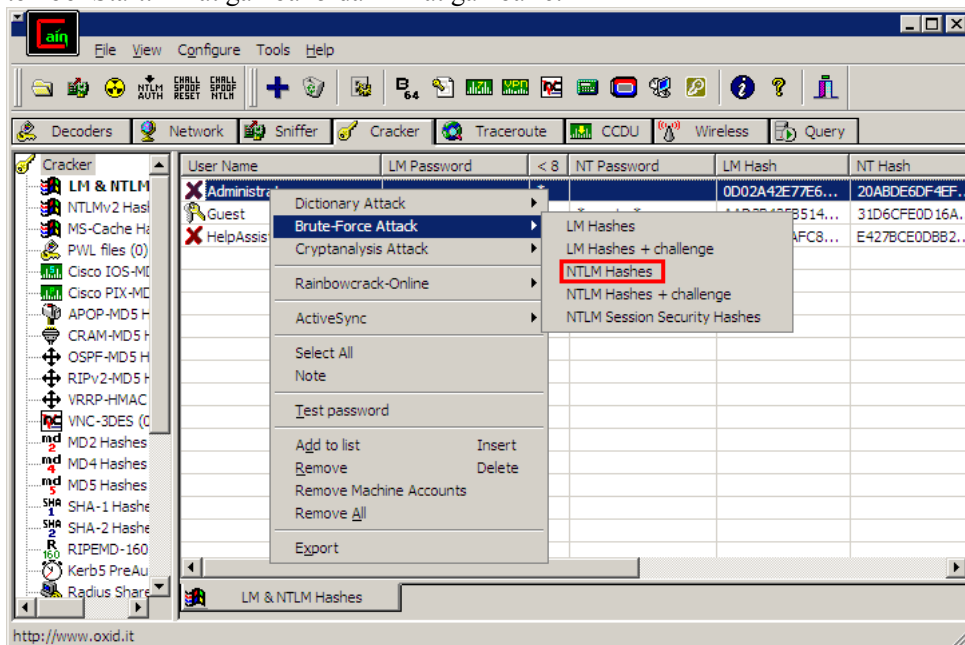 Cain
File View Configure Tools Help
NTLM AUTH
CHALL SPOOF RESET
CHALL SPOOF NTLM
B64
Decoders Network Sniffer Cracker Traceroute CCDU Wireless Query
Cracker
LM & NTLM
NTLMv2 Hash
MS-Cache Ha
PWL files (0)
Cisco IOS-MD
Cisco PIX-MD
APOP-MD5 H
CRAM-MD5 H
OSPF-MD5 H
RIPv2-MD5 H
VRRP-HMAC
VNC-3DES (0
MD2 Hashes
MD4 Hashes
MD5 Hashes
SHA-1 Hashe
SHA-2 Hashe
RIPEMD-160
Kerb5 PreAu
Radius Share
User Name LM Password < 8 NT Password LM Hash NT Hash
Administrat * 0D02A42E77E6... 20ABDE6DF4EF...
Guest 31D6CFE0D16A...
HelpAssis AFC8... E427BCE0DBB2...
Dictionary Attack
Brute-Force Attack
Cryptanalysis Attack
Rainbowcrack-Online
ActiveSync
Select All
Note
Test password
Add to list Insert
Remove Delete
Remove Machine Accounts
Remove All
Export
LM Hashes
LM Hashes + challenge
NTLM Hashes
NTLM Hashes + challenge
NTLM Session Security Hashes
LM & NTLM Hashes
http://www.oxid.it